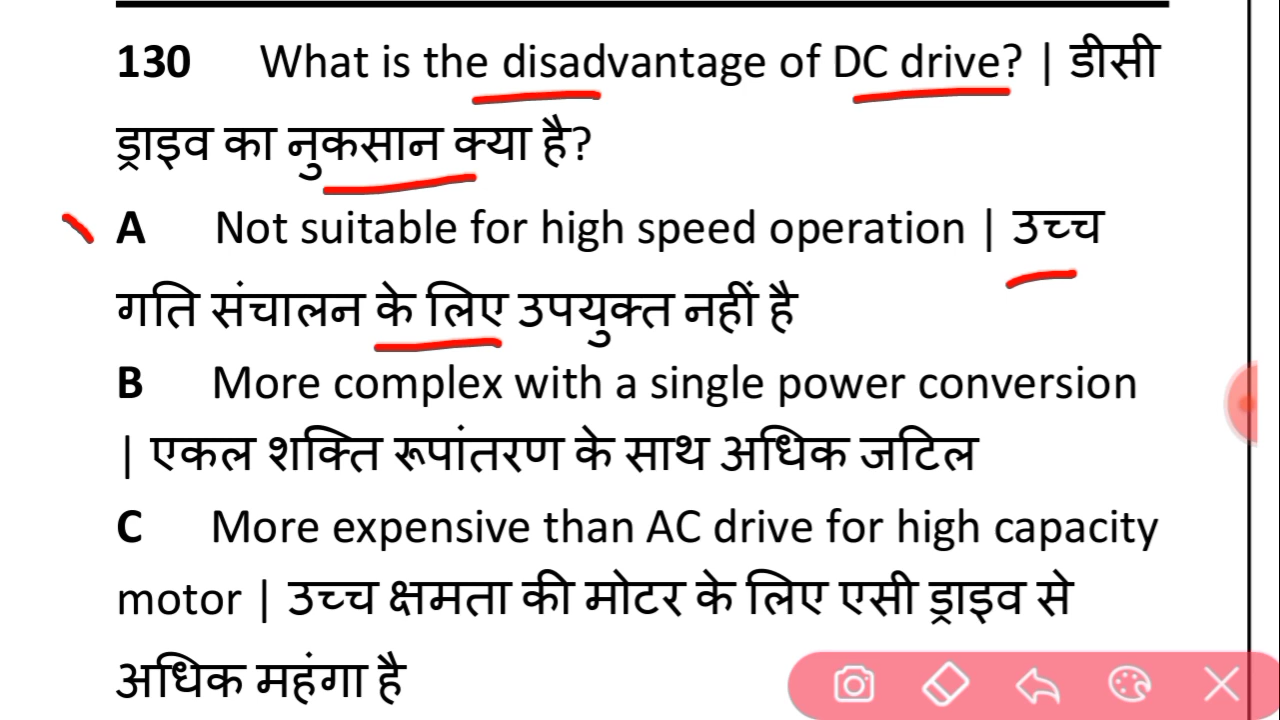 130 What is the disadvantage of DC drive? | डीसी
ड्राइव का नुकसान क्या है?
A Not suitable for high speed operation | उच्च
गति संचालन के लिए उपयुक्त नहीं है
B More complex with a single power conversion
| एकल शक्ति रूपांतरण के साथ अधिक जटिल
C More expensive than AC drive for high capacity
motor | उच्च क्षमता की मोटर के लिए एसी ड्राइव से
अधिक महंगा है